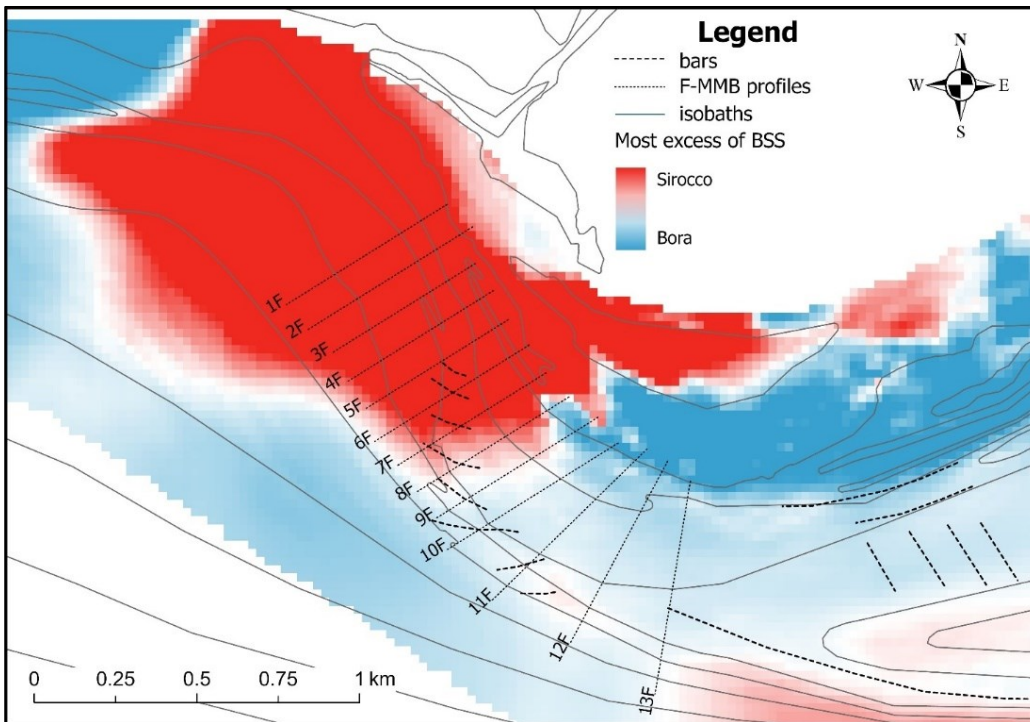 Legend
bars
F-MMB profiles
isobaths
Most excess of BSS
Sirocco
Bora
N
W E
S
1F
2F
3F
4F
5F
6F
7F
8F
9F
10F
11F
12F
13F
0 0.25 0.5 0.75 1 km